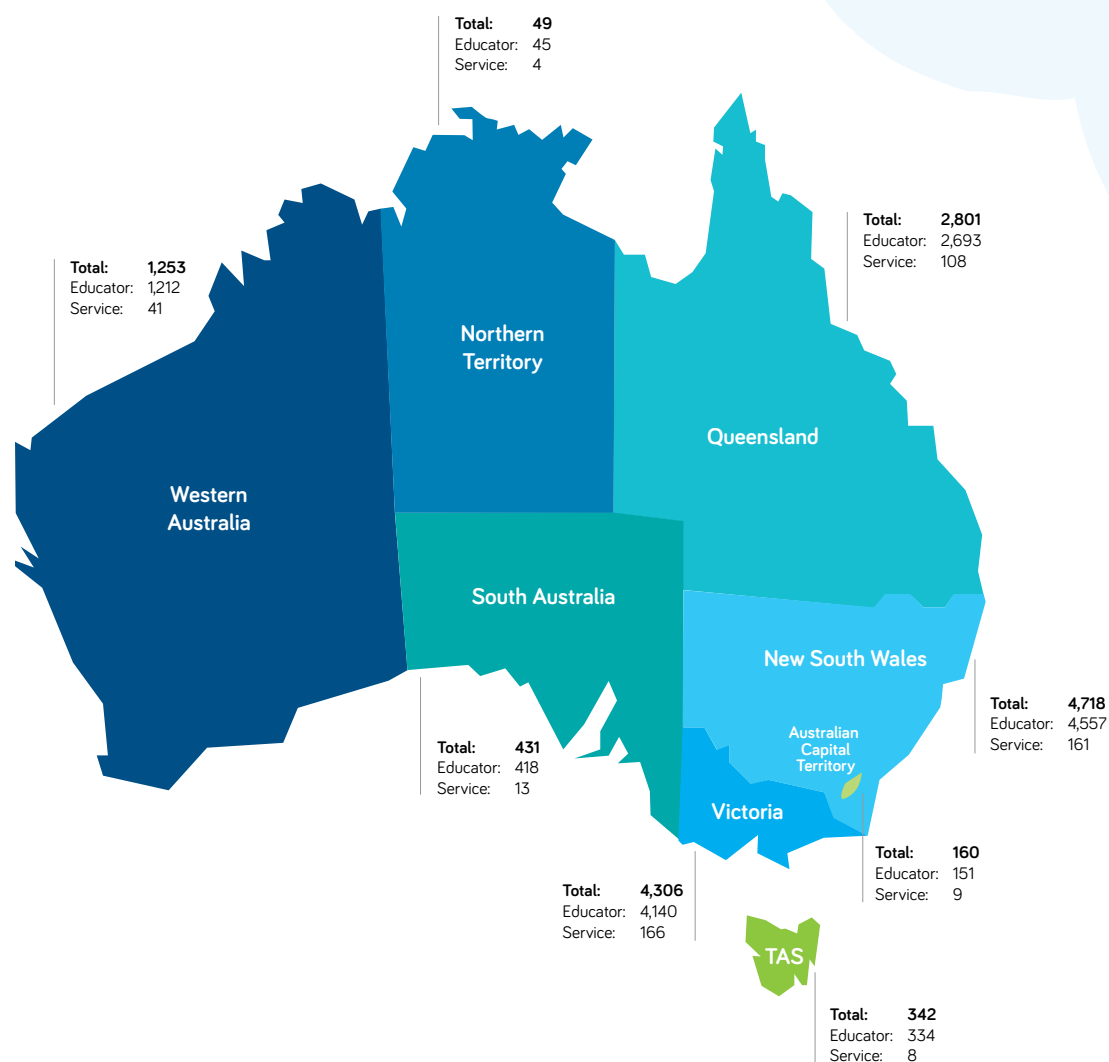 Total: 49
Educator: 45
Service: 4
Total: 2,801
Educator: 2,693
Service: 108
Total: 1,253
Educator: 1,212
Service: 41
Northern
Territory
Queensland
Western
Australia
South Australia
New South Wales
Total: 4,718
Educator: 4,557
Service: 161
Australian
Capital
Territory
Total: 431
Educator: 418
Service: 13
Victoria
Total: 160
Educator: 151
Service: 9
Total: 4,306
Educator: 4,140
Service: 166
TAS
Total: 342
Educator: 334
Service: 8